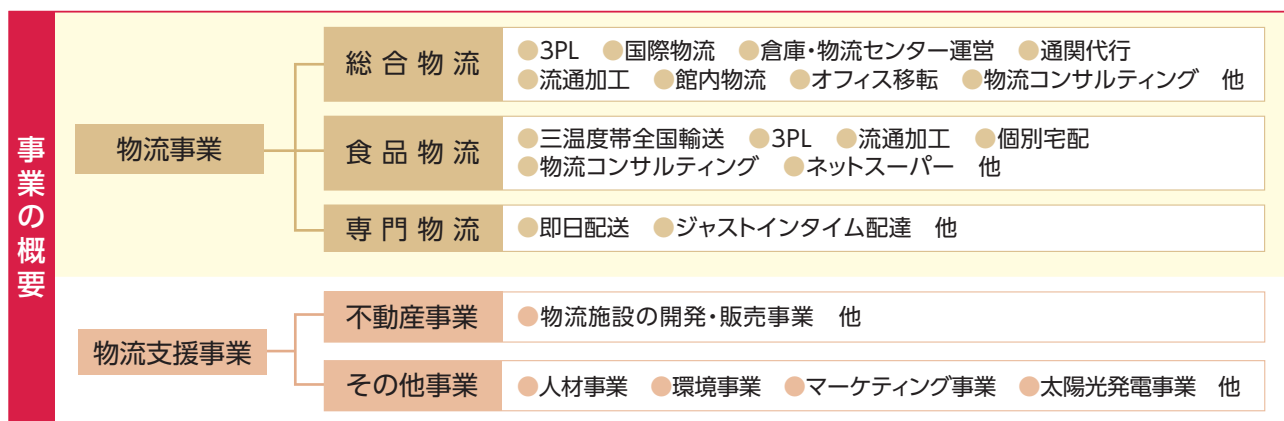 事業の概要
物流事業
総合物流
●3PL ●国際物流 ●倉庫・物流センター運営 ●通関代行
●流通加工 ●館内物流 ●オフィス移転 ●物流コンサルティング 他
食品物流
●三温度帯全国輸送 ●3PL ●流通加工 ●個別宅配
●物流コンサルティング ●ネットスーパー 他
専門物流
●即日配送 ●ジャストインタイム配達 他
物流支援事業
不動産事業
●物流施設の開発・販売事業 他
その他事業
●人材事業 ●環境事業 ●マーケティング事業 ●太陽光発電事業 他